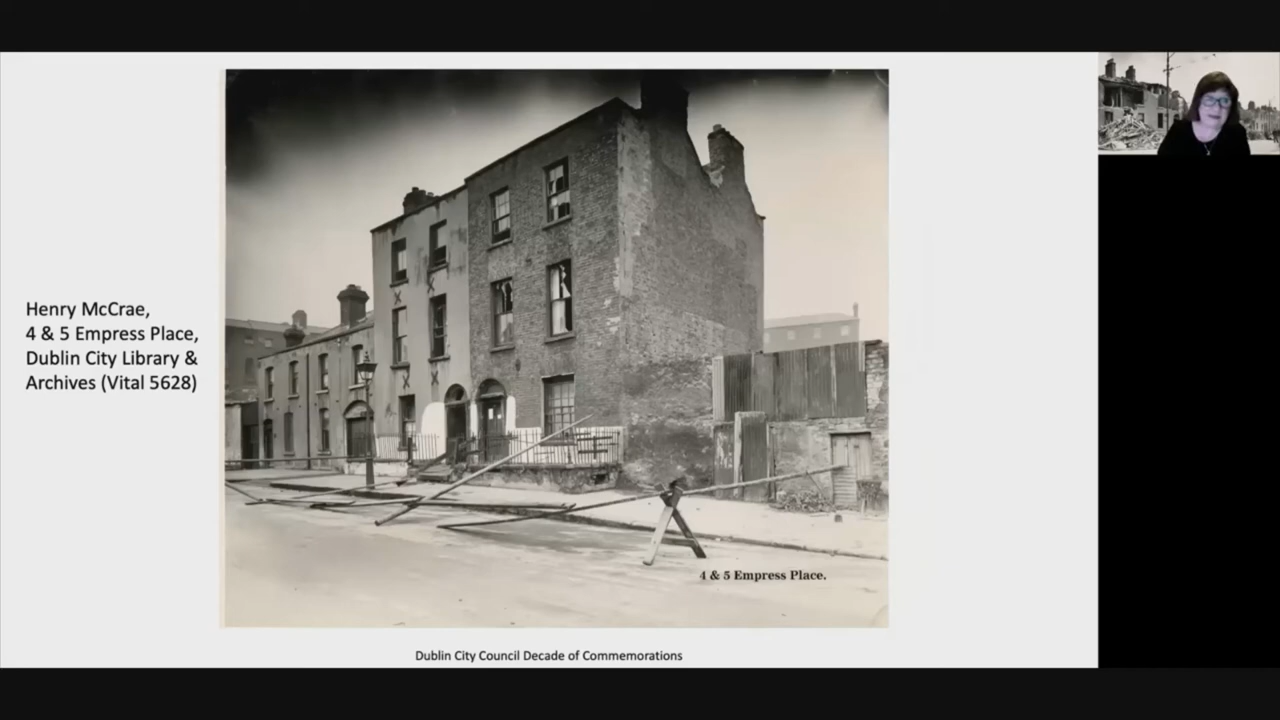 Henry McCrae,
4 & 5 Empress Place,
Dublin City Library &
Archives (Vital 5628)
4 & 5 Empress Place.
Dublin City Council Decade of Commemorations